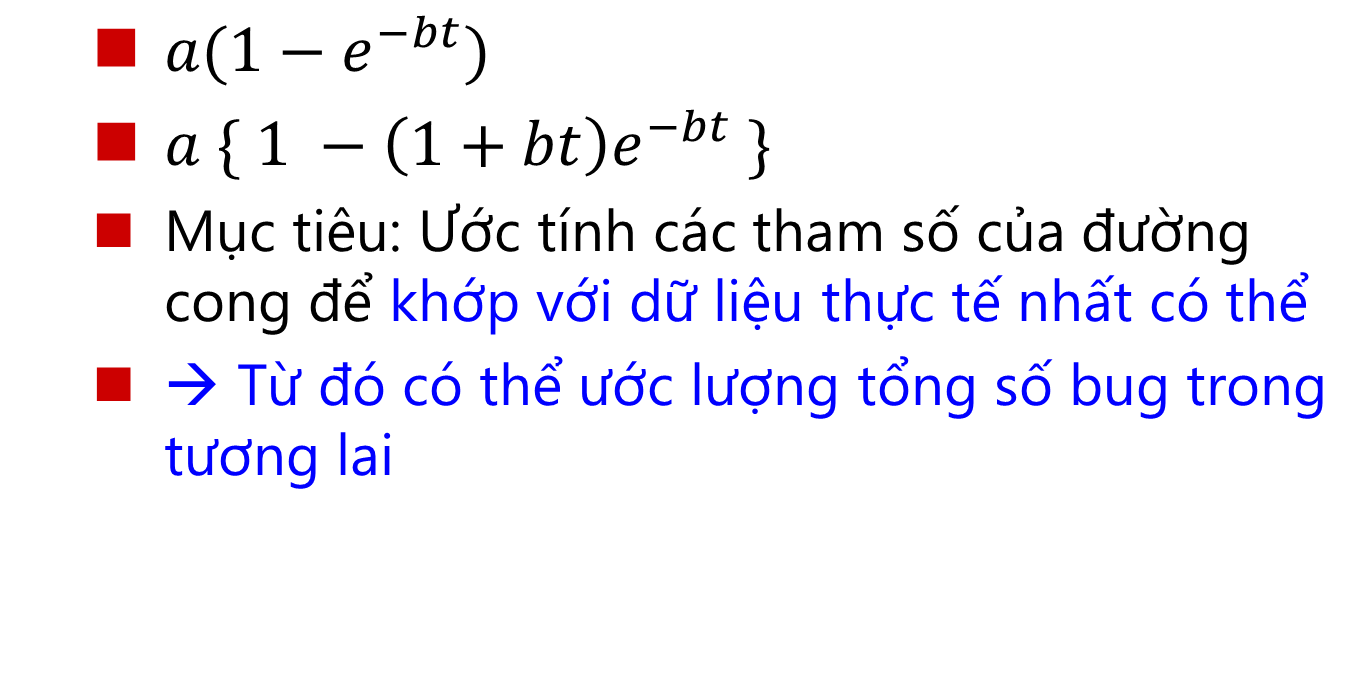 ■ a(1 − e^{−bt})
■ a { 1 − (1 + bt)e^{−bt} }
■ Mục tiêu: Ước tính các tham số của đường
cong để khớp với dữ liệu thực tế nhất có thể
■ → Từ đó có thể ước lượng tổng số bug trong
tương lai